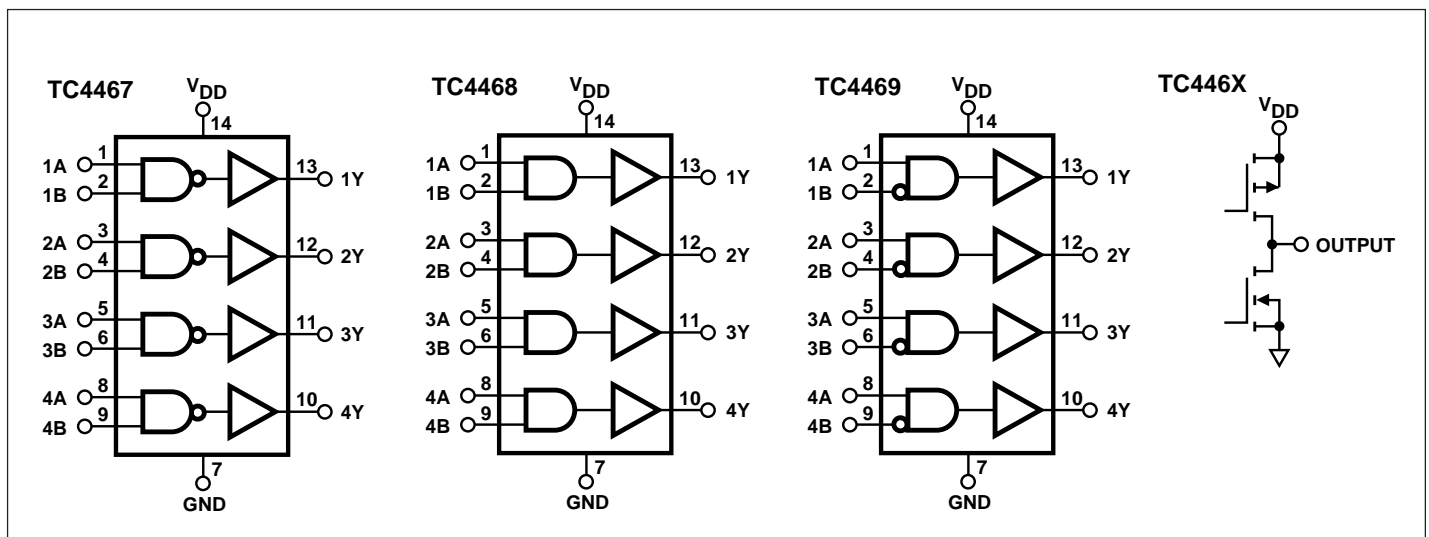 TC4467
VDD
14
1A
1
1B
2
13
1Y
2A
3
2B
4
12
2Y
3A
5
3B
6
11
3Y
4A
8
4B
9
10
4Y
7
GND
TC4468
VDD
14
1A
1
1B
2
13
1Y
2A
3
2B
4
12
2Y
3A
5
3B
6
11
3Y
4A
8
4B
9
10
4Y
7
GND
TC4469
VDD
14
1A
1
1B
2
13
1Y
2A
3
2B
4
12
2Y
3A
5
3B
6
11
3Y
4A
8
4B
9
10
4Y
7
GND
TC446X
VDD
OUTPUT